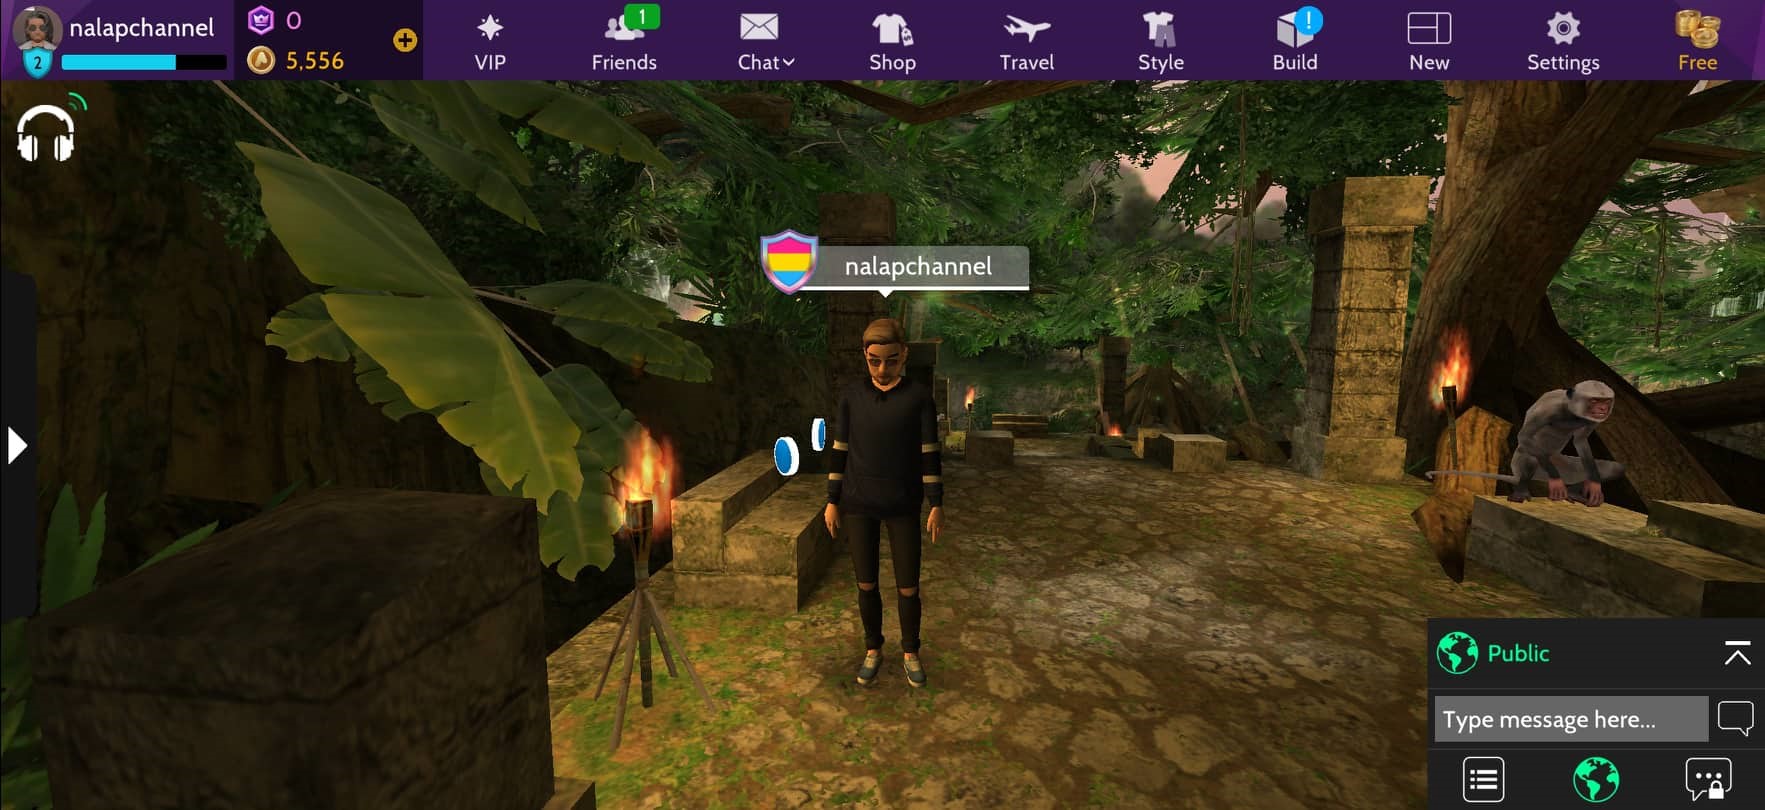 nalapchannel
2
0
5,556
VIP
1
Friends
Chat
Shop
Travel
Style
!
Build
New
Settings
Free
nalapchannel
Public
Type message here...